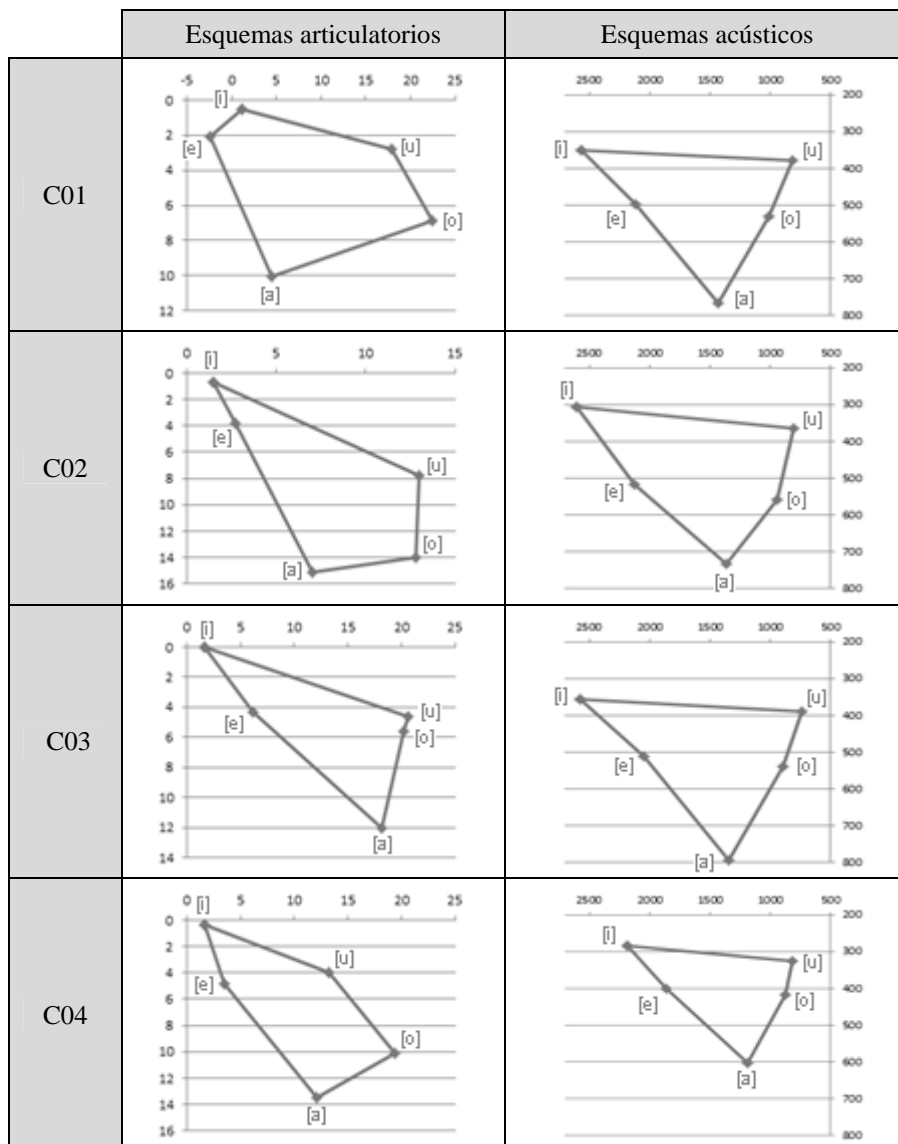 Esquemas articulatorios Esquemas acústicos
C01
-5 0 5 10 15 20 25
0
2
4
6
8
10
12
[i]
[e]
[u]
[o]
[a]
2500 2000 1500 1000 500
200
300
400
500
600
700
800
[i]
[u]
[e]
[o]
[a]
C02
0 5 10 15
0
2
4
6
8
10
12
14
16
[i]
[e]
[u]
[o]
[a]
2500 2000 1500 1000 500
200
300
400
500
600
700
800
[i]
[u]
[e]
[o]
[a]
C03
0 5 10 15 20 25
0
2
4
6
8
10
12
14
[i]
[e]
[u]
[o]
[a]
2500 2000 1500 1000 500
200
300
400
500
600
700
800
[i]
[u]
[e]
[o]
[a]
C04
0 5 10 15 20 25
0
2
4
6
8
10
12
14
16
[i]
[u]
[e]
[o]
[a]
2500 2000 1500 1000 500
200
300
400
500
600
700
800
[i]
[u]
[e]
[o]
[a]